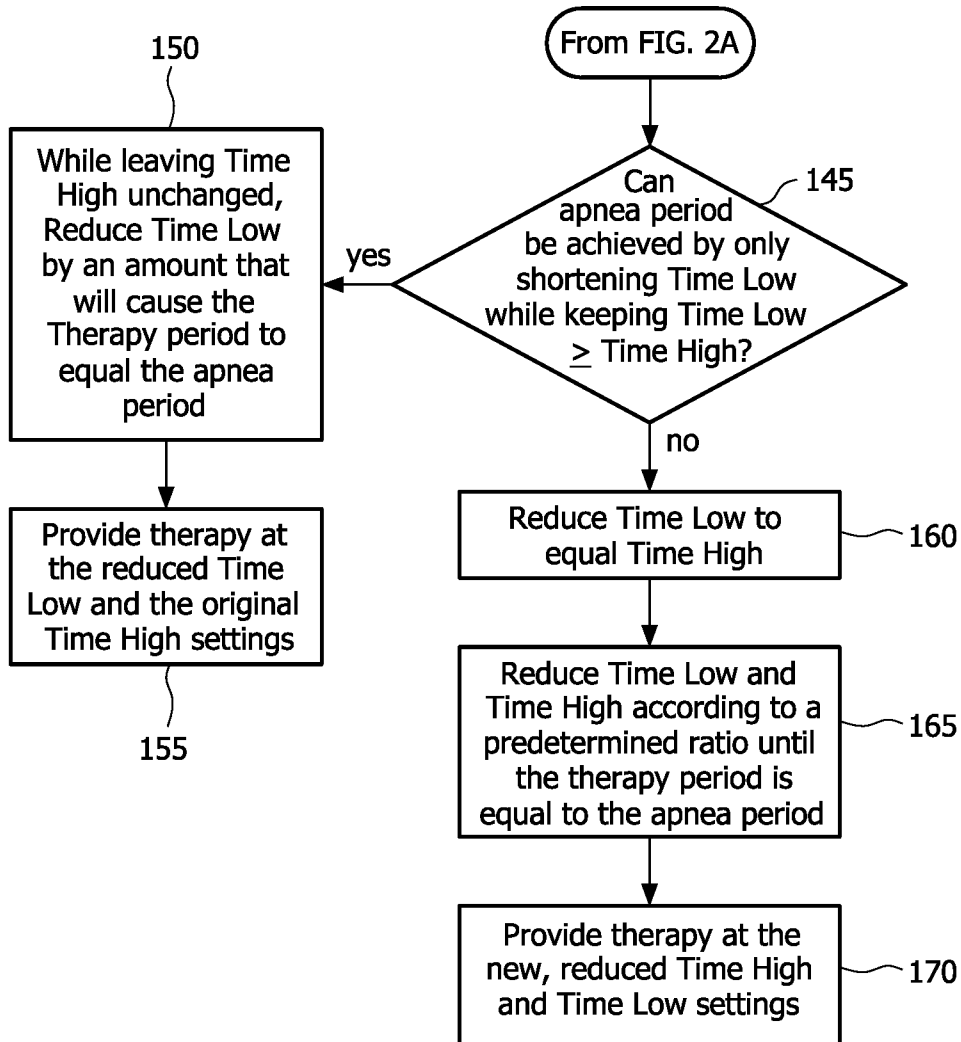 From FIG. 2A
145
Can
apnea period
be achieved by only
shortening Time Low
while keeping Time Low
≥ Time High?
yes
no
150
While leaving Time
High unchanged,
Reduce Time Low
by an amount that
will cause the
Therapy period to
equal the apnea
period
Provide therapy at
the reduced Time
Low and the original
Time High settings
155
Reduce Time Low to
equal Time High
160
Reduce Time Low and
Time High according to a
predetermined ratio until
the therapy period is
equal to the apnea period
165
Provide therapy at the
new, reduced Time High
and Time Low settings
170